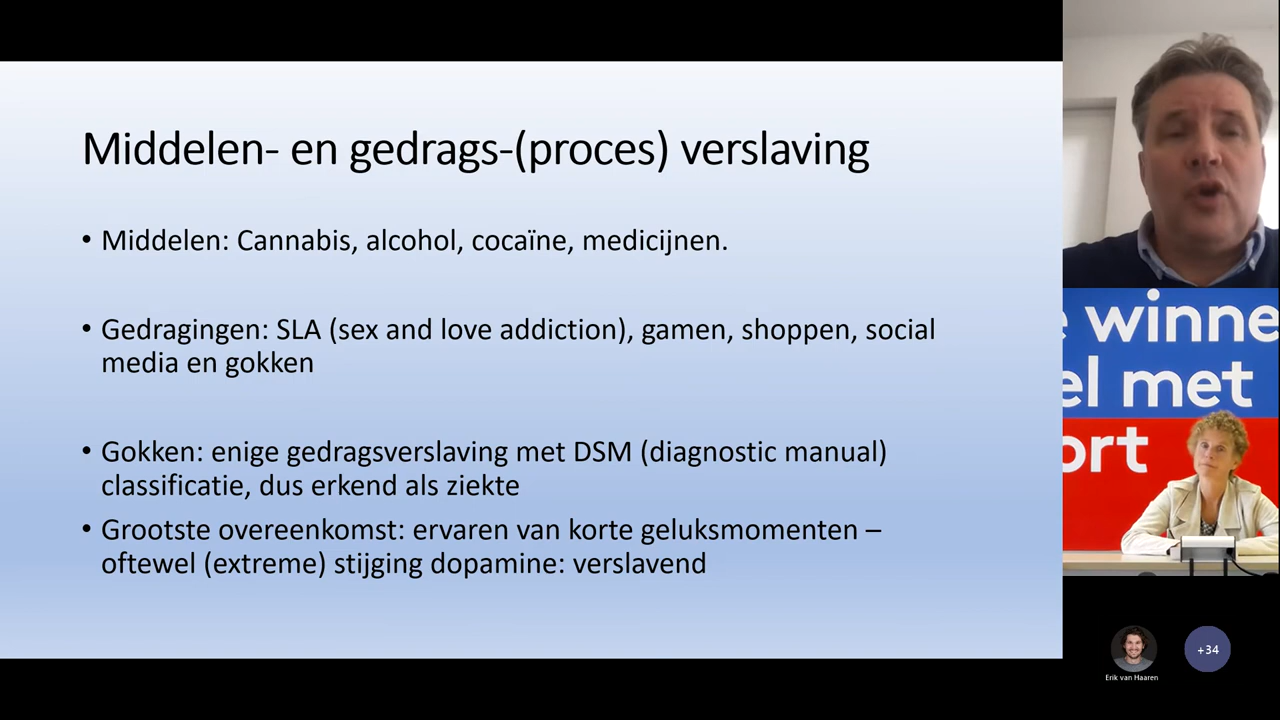 Middelen- en gedrags-(proces) verslaving
• Middelen: Cannabis, alcohol, cocaïne, medicijnen.
• Gedragingen: SLA (sex and love addiction), gamen, shoppen, social
media en gokken
• Gokken: enige gedragsverslaving met DSM (diagnostic manual)
classificatie, dus erkend als ziekte
• Grootste overeenkomst: ervaren van korte geluksmomenten –
oftewel (extreme) stijging dopamine: verslavend
e winne
el met
ort
+34
Erik van Haaren